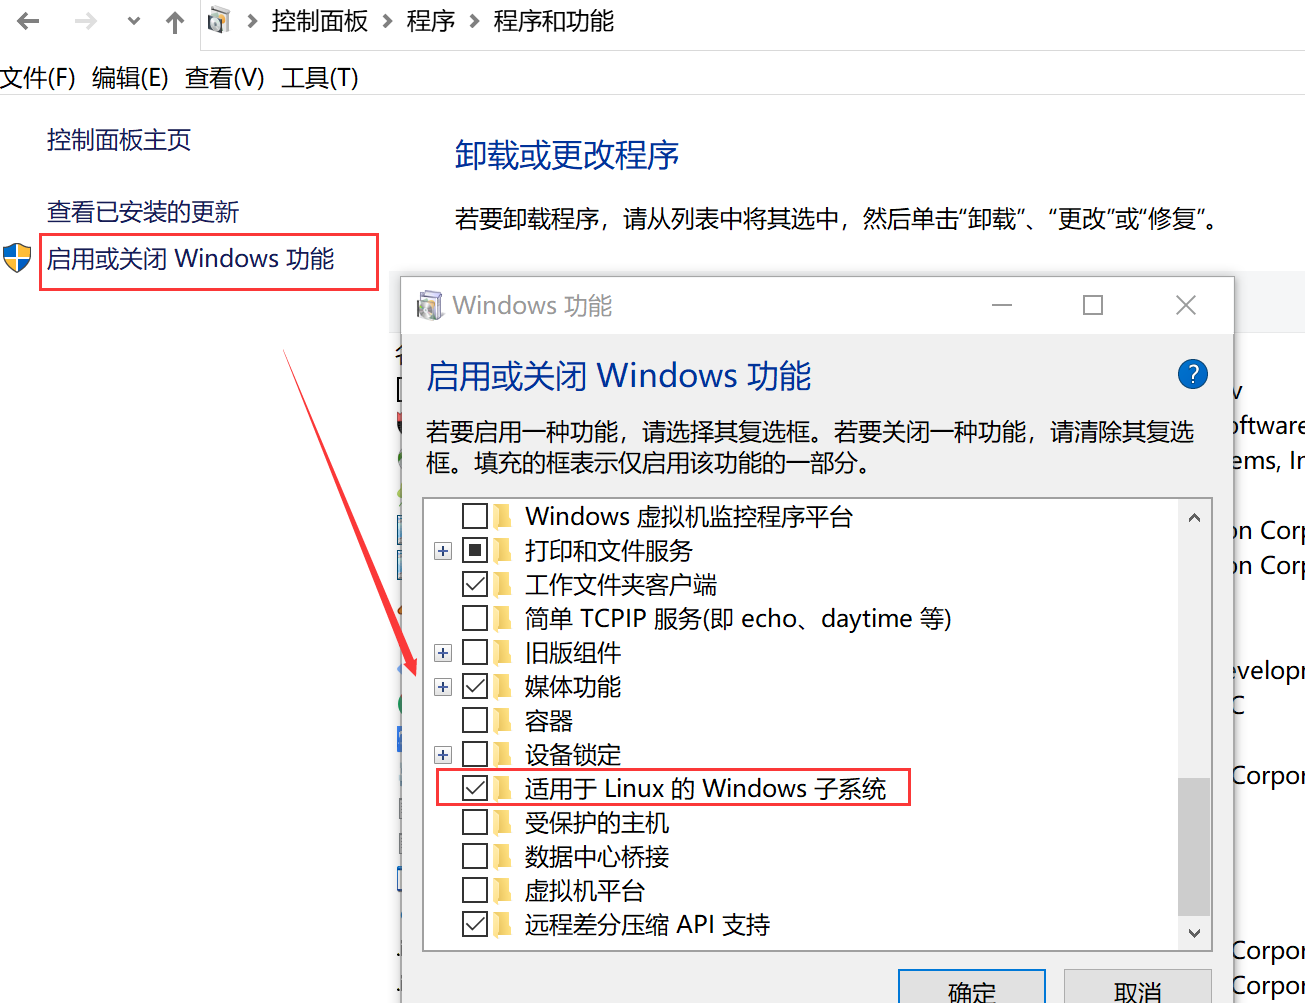 控制面板 > 程序 > 程序和功能
文件(F) 编辑(E) 查看(V) 工具(T)
控制面板主页
查看已安装的更新
启用或关闭 Windows 功能
卸载或更改程序
若要卸载程序，请从列表中将其选中，然后单击“卸载”、“更改”或“修复”。
Windows 功能
启用或关闭 Windows 功能
若要启用一种功能，请选择其复选框。若要关闭一种功能，请清除其复选
框。填充的框表示仅启用该功能的一部分。
Windows 虚拟机监控程序平台
打印和文件服务
工作文件夹客户端
简单 TCPIP 服务(即 echo、daytime 等)
旧版组件
媒体功能
容器
设备锁定
适用于 Linux 的 Windows 子系统
受保护的主机
数据中心桥接
虚拟机平台
远程差分压缩 API 支持
确定
取消